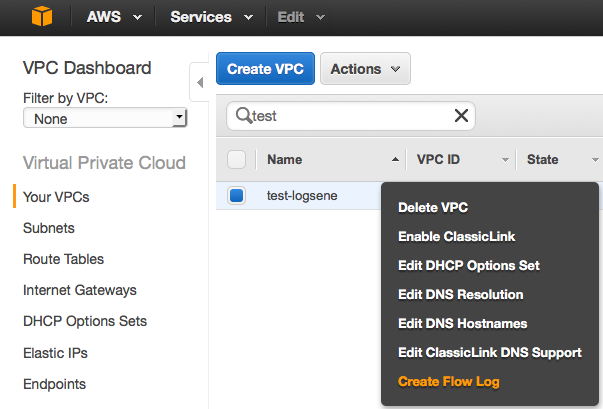 AWS Services Edit
VPC Dashboard
Filter by VPC:
None
Virtual Private Cloud
Your VPCs
Subnets
Route Tables
Internet Gateways
DHCP Options Sets
Elastic IPs
Endpoints
Create VPC Actions
test
Name VPC ID State
test-logsene
Delete VPC
Enable ClassicLink
Edit DHCP Options Set
Edit DNS Resolution
Edit DNS Hostnames
Edit ClassicLink DNS Support
Create Flow Log